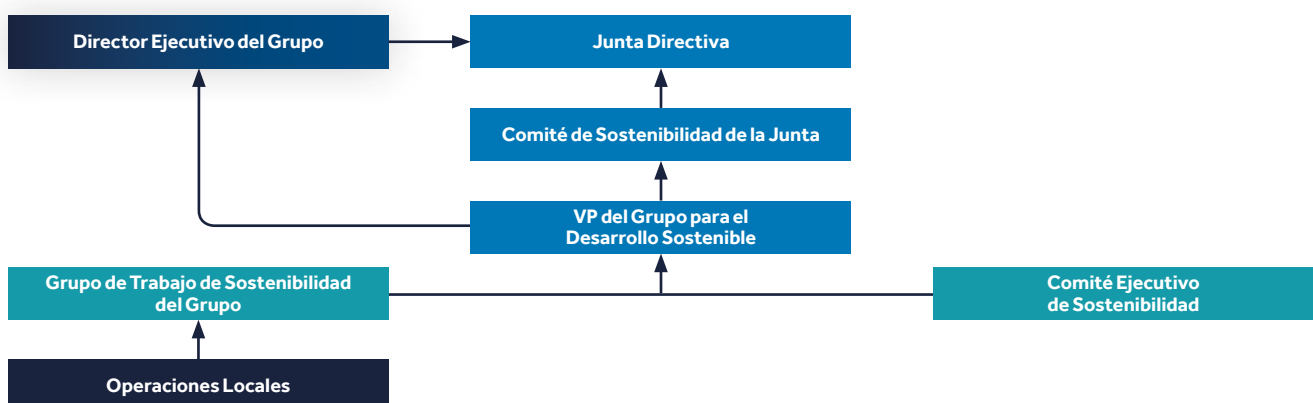 Director Ejecutivo del Grupo
Junta Directiva
Comité de Sostenibilidad de la Junta
VP del Grupo para el
Desarrollo Sostenible
Grupo de Trabajo de Sostenibilidad
del Grupo
Comité Ejecutivo
de Sostenibilidad
Operaciones Locales